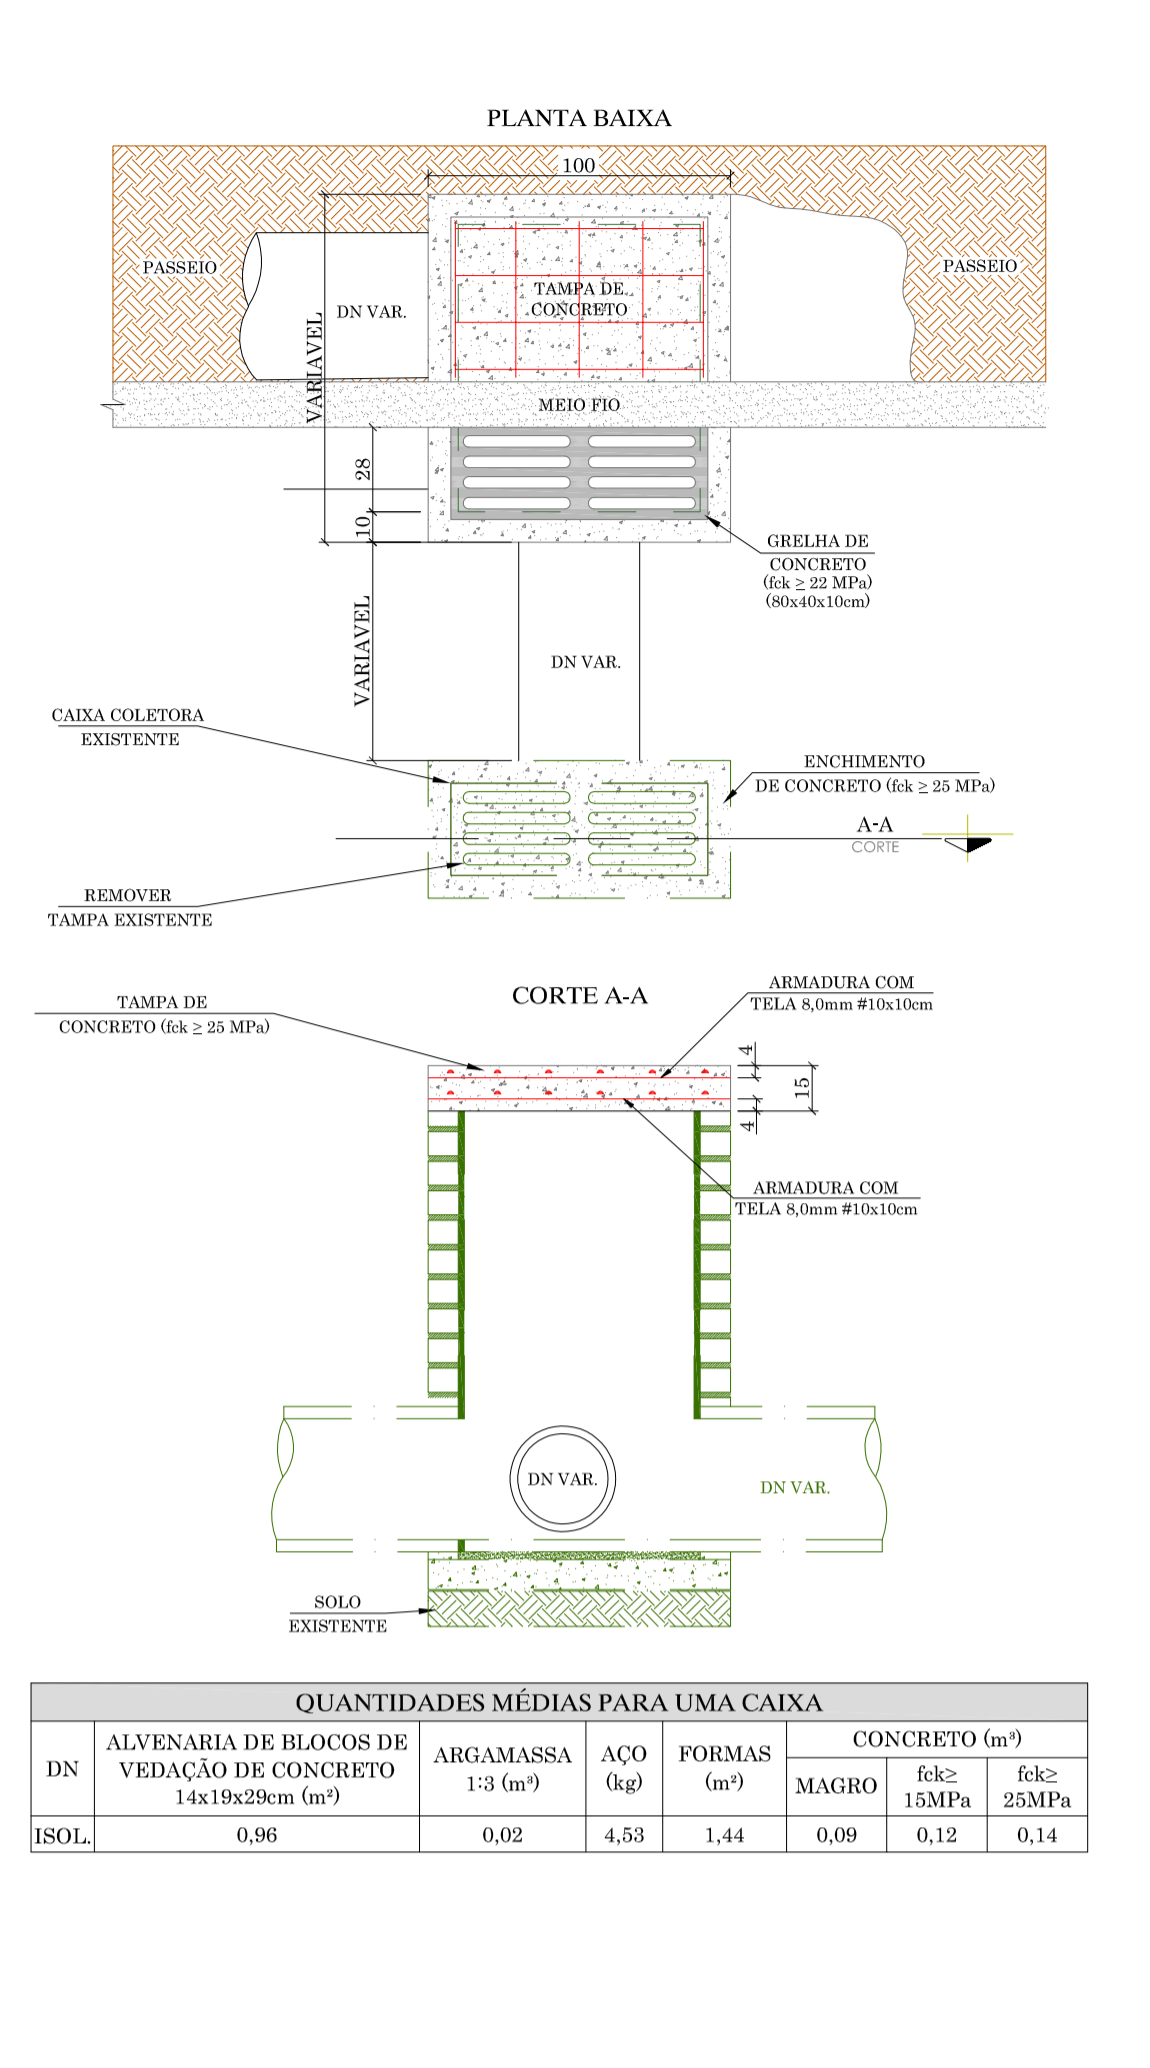 PLANTA BAIXA
100
PASSEIO
PASSEIO
TAMPA DE
CONCRETO
DN VAR.
VARIAVEL
MEIO FIO
28
10
GRELHA DE
CONCRETO
(fck ≥ 22 MPa)
(80x40x10cm)
VARIAVEL
DN VAR.
CAIXA COLETORA
EXISTENTE
ENCHIMENTO
DE CONCRETO (fck ≥ 25 MPa)
A-A
CORTE
REMOVER
TAMPA EXISTENTE
CORTE A-A
TAMPA DE
CONCRETO (fck ≥ 25 MPa)
ARMADURA COM
TELA 8,0mm #10x10cm
4
15
4
ARMADURA COM
TELA 8,0mm #10x10cm
DN VAR.
DN VAR.
SOLO
EXISTENTE
QUANTIDADES MÉDIAS PARA UMA CAIXA
DN
ALVENARIA DE BLOCOS DE
VEDAÇÃO DE CONCRETO
14x19x29cm (m²)
ARGAMASSA
1:3 (m³)
AÇO
(kg)
FORMAS
(m²)
CONCRETO (m³)
MAGRO
fck≥
15MPa
fck≥
25MPa
ISOL. 0,96 0,02 4,53 1,44 0,09 0,12 0,14